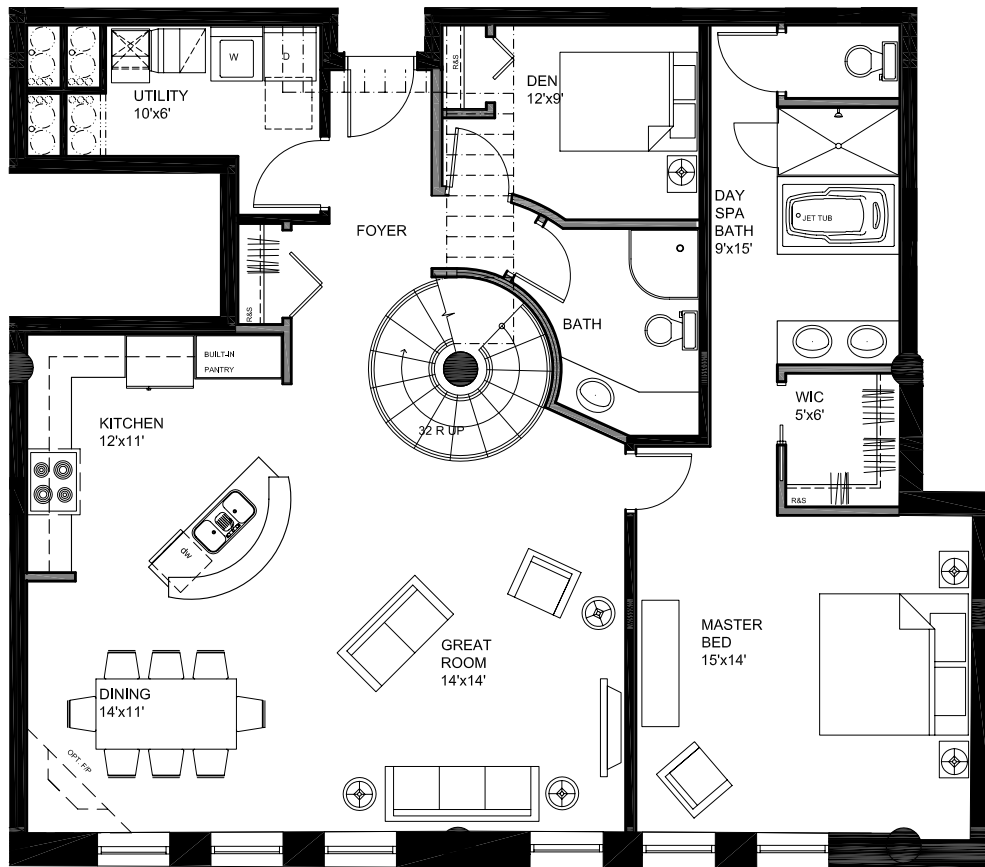 UTILITY
10'x6'
W
D
R&S
DEN
12'x9'
DAY
SPA
BATH
9'x15'
JET TUB
FOYER
R&S
BATH
BUILT-IN
PANTRY
KITCHEN
12'x11'
32 R UP
WIC
5'x6'
R&S
dw
GREAT
ROOM
14'x14'
MASTER
BED
15'x14'
DINING
14'x11'
OPT. F/P